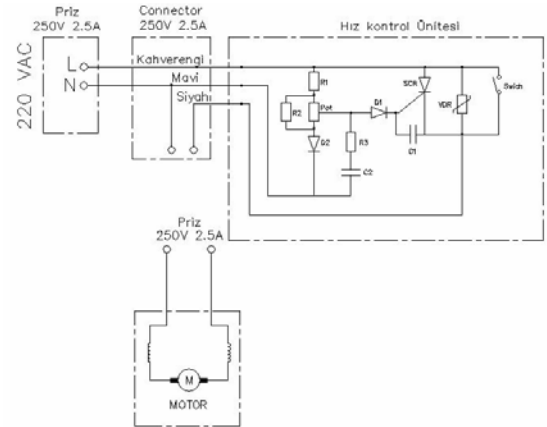 Priz
250V 2.5A
Connector
250V 2.5A
Hız kontrol Ünitesi
220 VAC
L
N
Kahverengi
Mavi
Siyah
R1
R2
Pot
D1
D2
R3
C2
C1
SCR
VDR
Swich
Priz
250V 2.5A
M
MOTOR